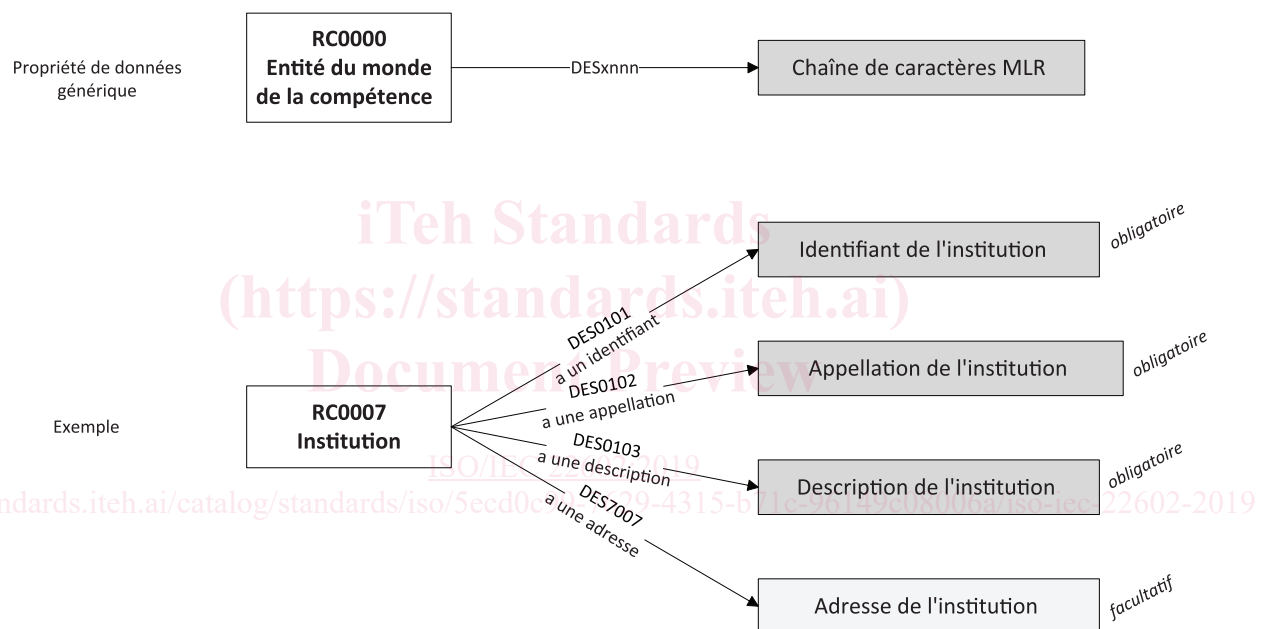 RC0000
Entité du monde
de la compétence
Propriété de données
générique
DESxnnn
Chaîne de caractères MLR
iTeh Standards
(https://standards.iteh.ai)
Document Preview
Identifiant de l'institution
obligatoire
DES0101
a un identifiant
Appellation de l'institution
obligatoire
DES0102
a une appellation
Exemple
RC0007
Institution
DES0103
a une description
Description de l'institution
obligatoire
ISO/IEC 22602:2019
DES7007
a une adresse
Adresse de l'institution
facultatif